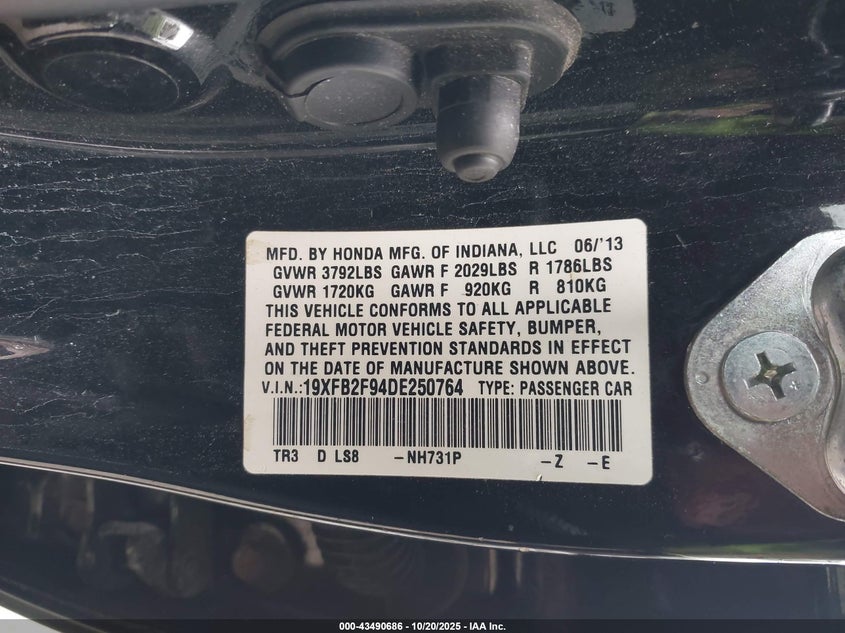 MFD. BY HONDA MFG. OF INDIANA, LLC 06/'13
GVWR 3792LBS GAWR F 2029LBS R 1786LBS
GVWR 1720KG GAWR F 920KG R 810KG
THIS VEHICLE CONFORMS TO ALL APPLICABLE
FEDERAL MOTOR VEHICLE SAFETY, BUMPER,
AND THEFT PREVENTION STANDARDS IN EFFECT
ON THE DATE OF MANUFACTURE SHOWN ABOVE.
V.I.N.:19XFB2F94DE250764 TYPE: PASSENGER CAR
TR3 D LS8 -NH731P -Z -E
000-43490686 - 10/20/2025 - IAA Inc.